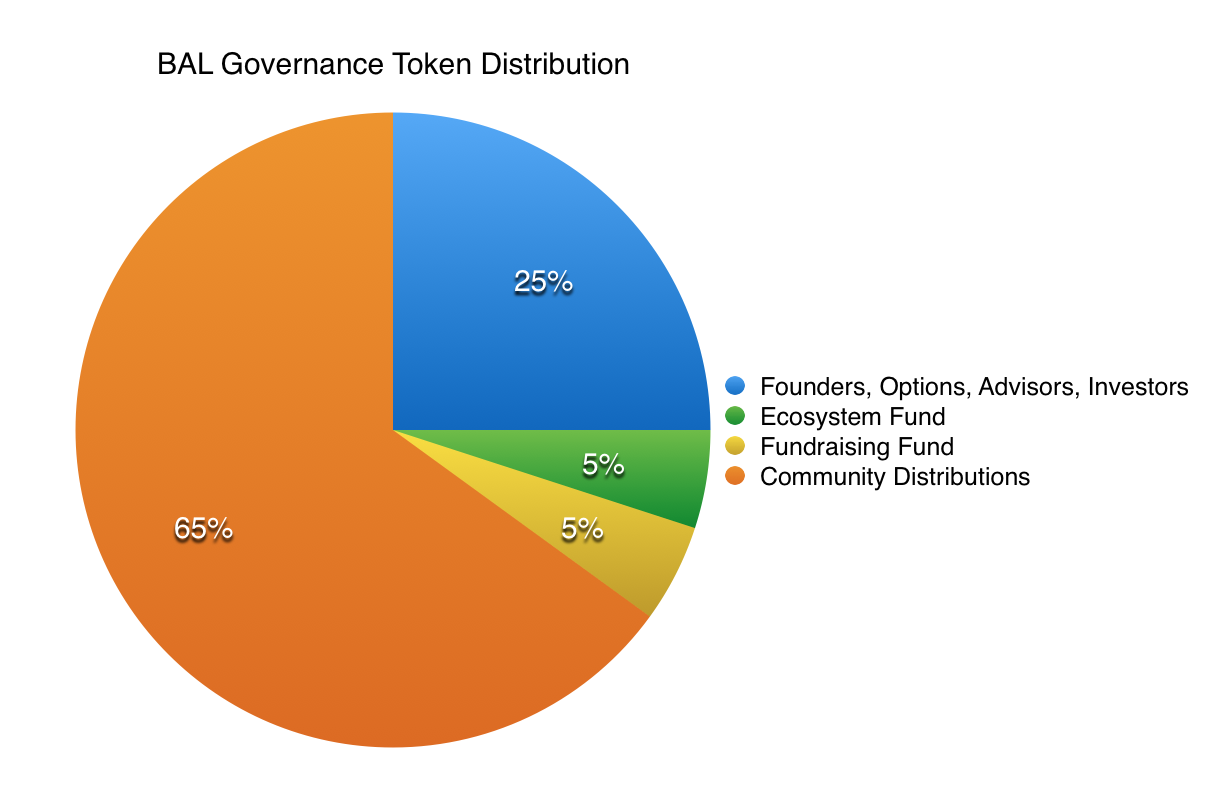 BAL Governance Token Distribution
25%
5%
5%
65%
Founders, Options, Advisors, Investors
Ecosystem Fund
Fundraising Fund
Community Distributions